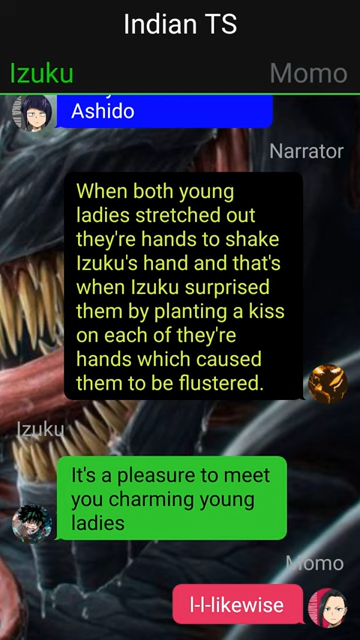 Indian TS
Izuku Momo
Ashido
Narrator
When both young
ladies stretched out
they're hands to shake
Izuku's hand and that's
when Izuku surprised
them by planting a kiss
on each of they're
hands which caused
them to be flustered.
Izuku
It's a pleasure to meet
you charming young
ladies
Momo
I-I-likewise